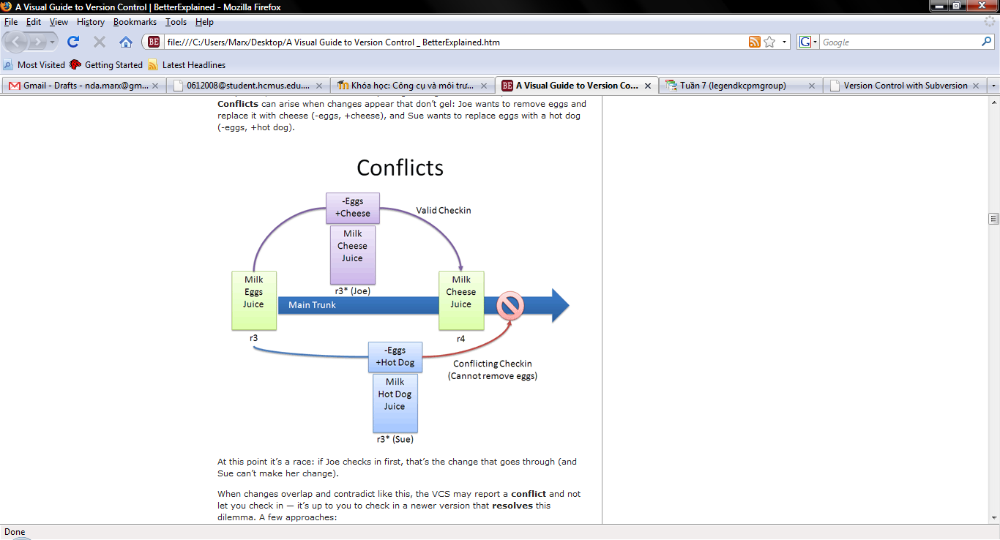 A Visual Guide to Version Control | BetterExplained - Mozilla Firefox
File Edit View History Bookmarks Tools Help
BE file:///C:/Users/Marx/Desktop/A Visual Guide to Version Control _ BetterExplained.htm G Google
Most Visited Getting Started Latest Headlines
Gmail - Drafts - nda.marx@gm... 0612008@student.hcmus.edu.... Khóa học: Công cụ và môi trư... BE A Visual Guide to Version Co... Tuần 7 (legendkcpmgroup) Version Control with Subversion
Conflicts can arise when changes appear that don’t gel: Joe wants to remove eggs and
replace it with cheese (-eggs, +cheese), and Sue wants to replace eggs with a hot dog
(-eggs, +hot dog).
Conflicts
-Eggs
+Cheese
Valid Checkin
Milk
Cheese
Juice
r3* (Joe)
Milk
Eggs
Juice
r3
Main Trunk
Milk
Cheese
Juice
r4
-Eggs
+Hot Dog
Conflicting Checkin
(Cannot remove eggs)
Milk
Hot Dog
Juice
r3* (Sue)
At this point it’s a race: if Joe checks in first, that’s the change that goes through (and
Sue can’t make her change).
When changes overlap and contradict like this, the VCS may report a conflict and not
let you check in — it’s up to you to check in a newer version that resolves this
dilemma. A few approaches:
Done